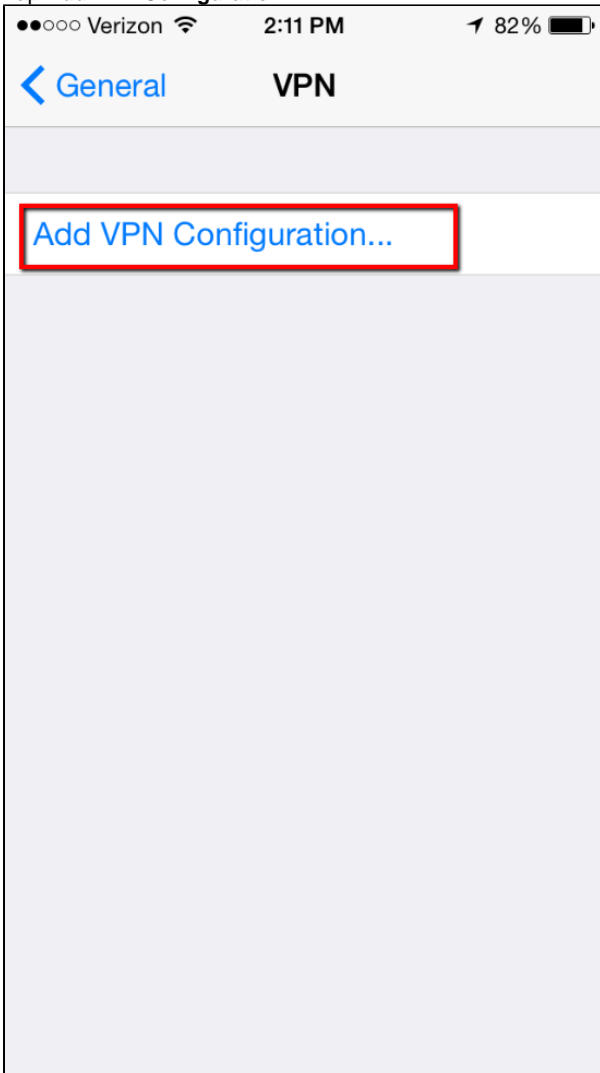 ●●○○○ Verizon 2:11 PM 82%
General VPN
Add VPN Configuration...